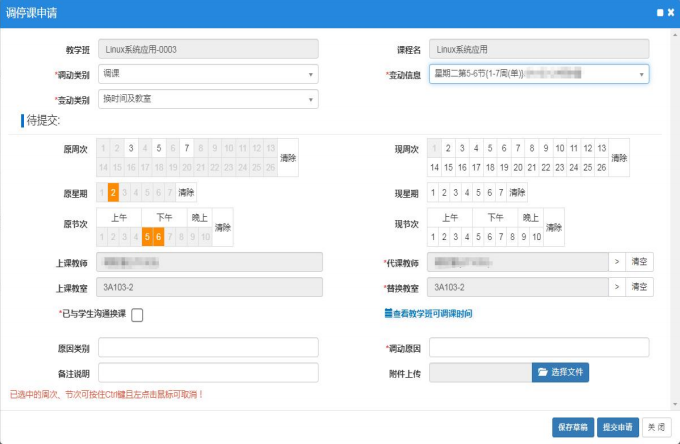 调停课申请
教学班 Linux系统应用-0003 课程名 Linux系统应用
*调动类别 调课 *变动信息 星期二第5-6节{1-7周(单)}
*变动类别 换时间及教室
待提交:
原周次 1 2 3 4 5 6 7 8 9 10 11 12 13 清除 现周次 1 2 3 4 5 6 7 8 9 10 11 12 13 清除
14 15 16 17 18 19 20 21 22 23 24 25 26 14 15 16 17 18 19 20 21 22 23 24 25 26
原星期 1 2 3 4 5 6 7 清除 现星期 1 2 3 4 5 6 7 清除
原节次 上午 下午 晚上 清除 现节次 上午 下午 晚上 清除
1 2 3 4 5 6 7 8 9 10 1 2 3 4 5 6 7 8 9 10
上课教师 *代课教师 > 清空
上课教室 3A103-2 *替换教室 3A103-2 > 清空
*已与学生沟通换课 查看教学班可调课时间
原因类别 *调动原因
备注说明 附件上传 选择文件
已选中的周次、节次可按住Ctrl键且左点击鼠标可取消！
保存草稿 提交申请 关 闭